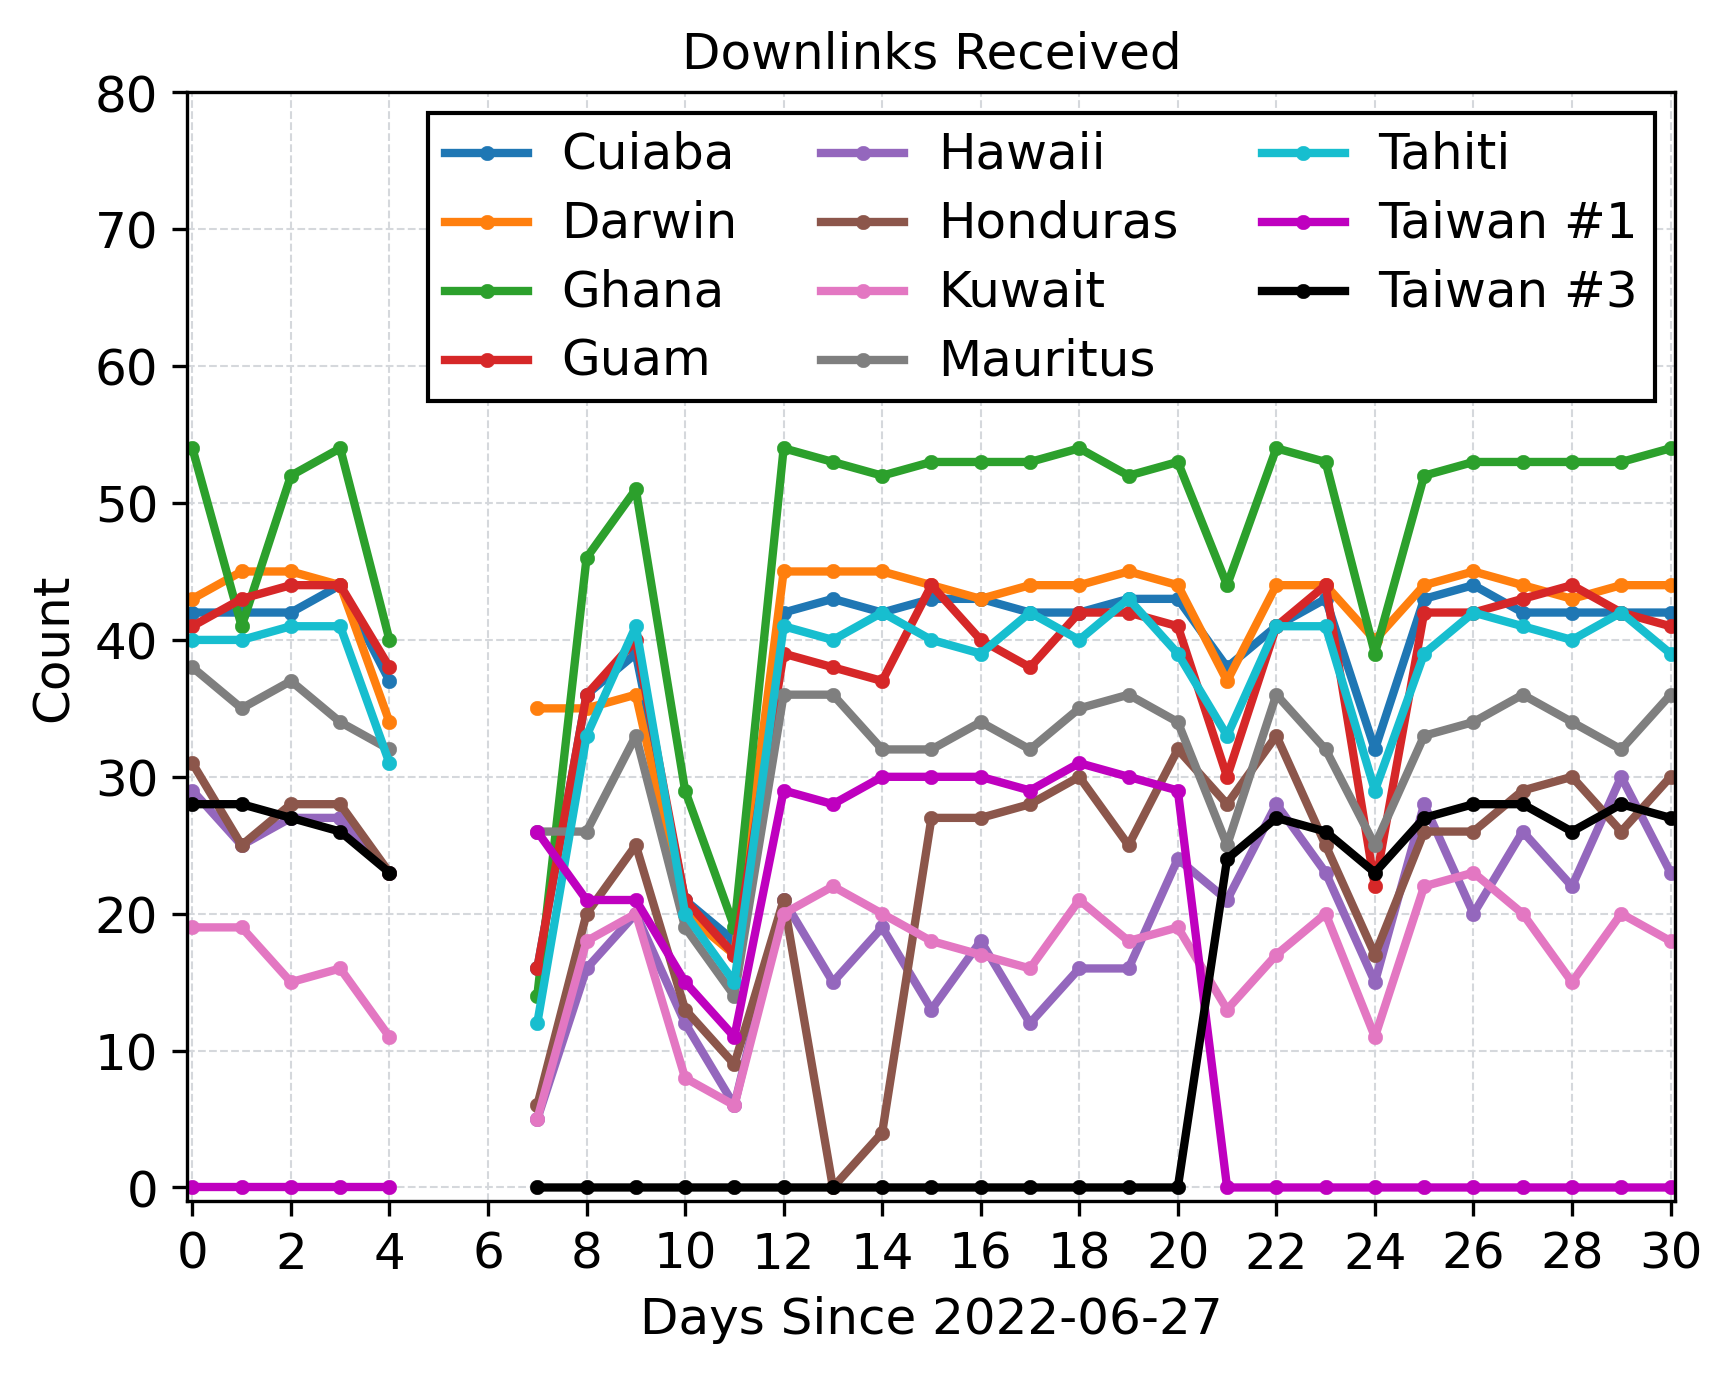 Downlinks Received
80
70
60
50
40
30
20
10
0
Count
Cuiaba
Darwin
Ghana
Guam
Hawaii
Honduras
Kuwait
Mauritus
Tahiti
Taiwan #1
Taiwan #3
0 2 4 6 8 10 12 14 16 18 20 22 24 26 28 30
Days Since 2022-06-27